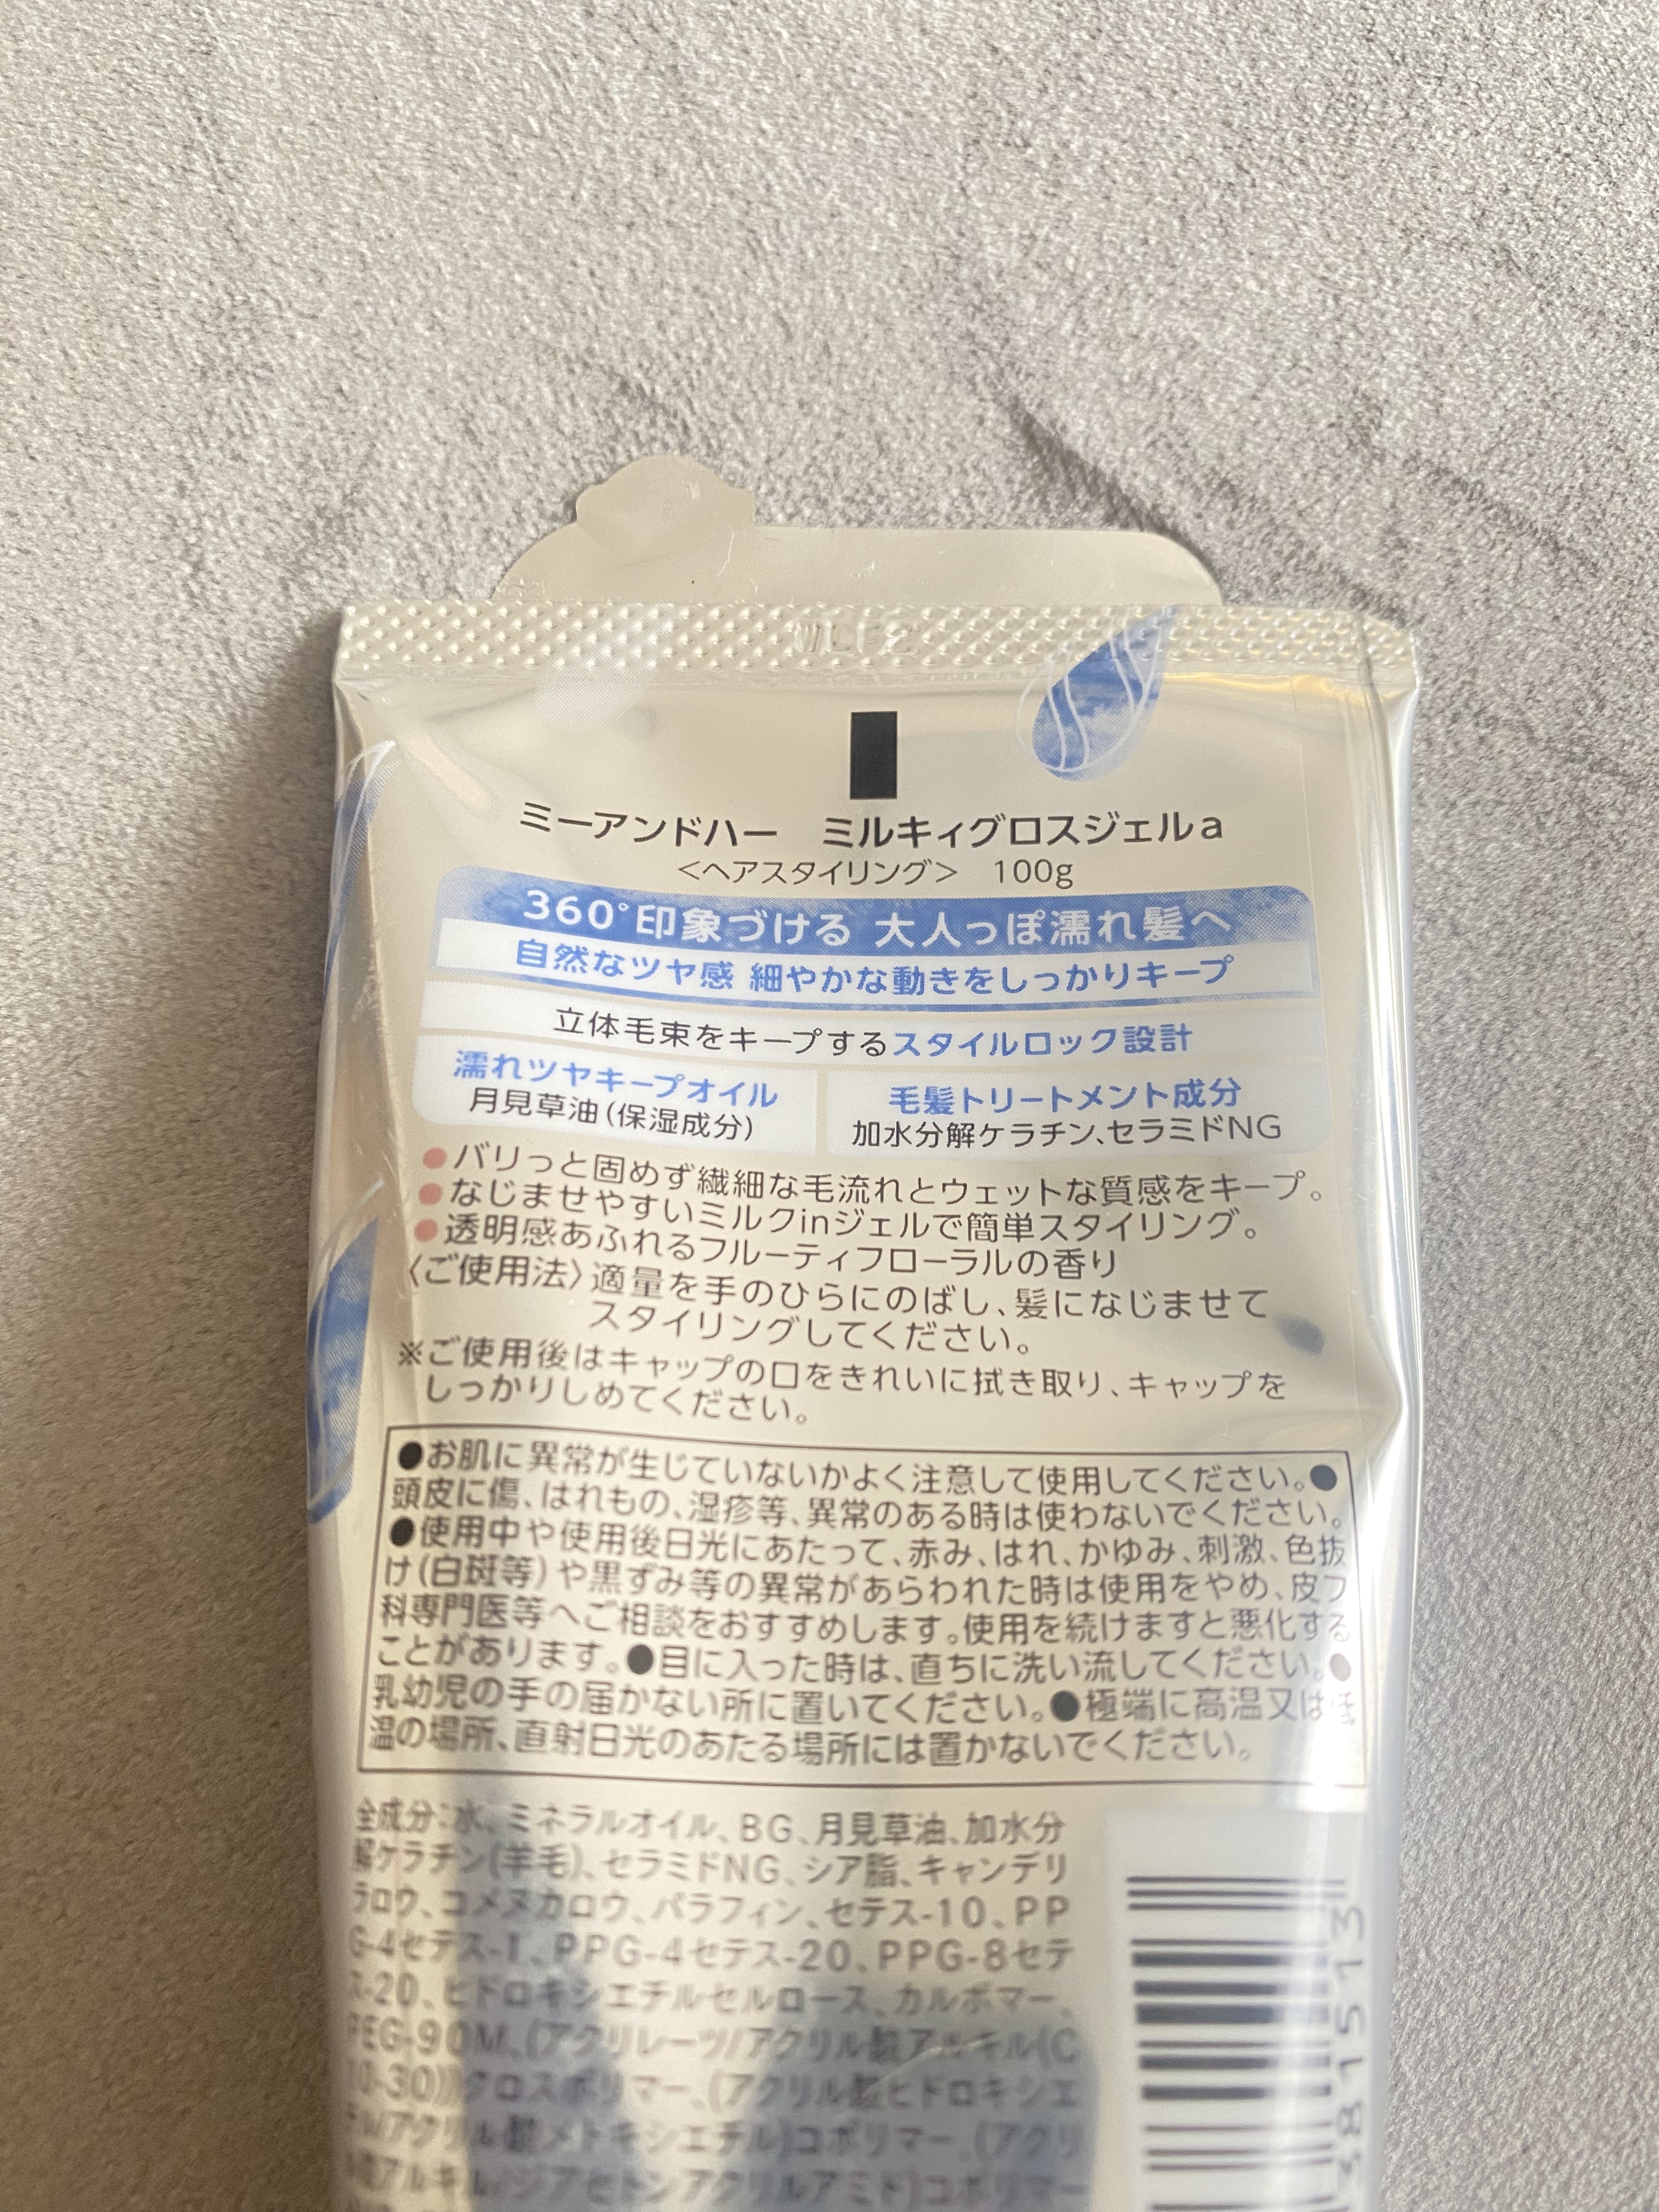 ミーアンドハー　ミルキィグロスジェルa
＜ヘアスタイリング＞　100g
360°印象づける 大人っぽ濡れ髪へ
自然なツヤ感 細やかな動きをしっかりキープ
立体毛束をキープするスタイルロック設計
濡れツヤキープオイル
月見草油(保湿成分)
毛髪トリートメント成分
加水分解ケラチン、セラミドNG
●バリっと固めず繊細な毛流れとウェットな質感をキープ。
●なじませやすいミルクinジェルで簡単スタイリング。
●透明感あふれるフルーティフローラルの香り
〈ご使用法〉適量を手のひらにのばし、髪になじませて
スタイリングしてください。
※ご使用後はキャップの口をきれいに拭き取り、キャップを
しっかりしめてください。
●お肌に異常が生じていないかよく注意して使用してください。●
頭皮に傷、はれもの、湿疹等、異常のある時は使わないでください。
●使用中や使用後日光にあたって、赤み、はれ、かゆみ、刺激、色抜
け(白斑等)や黒ずみ等の異常があらわれた時は使用をやめ、皮フ
科専門医等へご相談をおすすめします。使用を続けますと悪化する
ことがあります。●目に入った時は、直ちに洗い流してください。●
乳幼児の手の届かない所に置いてください。●極端に高温又は低
温の場所、直射日光のあたる場所には置かないでください。
全成分:水、ミネラルオイル、BG、月見草油、加水分
解ケラチン(羊毛)、セラミドNG、シア脂、キャンデリ
ラロウ、コメヌカロウ、パラフィン、セテス-10、PP
G-4セテス-1、PPG-4セテス-20、PPG-8セテ
ス-20、ヒドロキシエチルセルロース、カルボマー、
PEG-90M、(アクリレーツ/アクリル酸アルキル(C
10-30))クロスポリマー、(アクリル酸ヒドロキシエ
チル/アクリル酸メトキシエチル)コポリマー、(アクリ
アルキル/ジアセトンアクリルアミド)コポリマー
381513